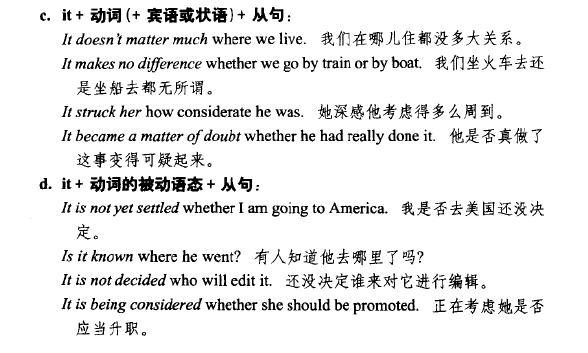 c. it + 动词 (+ 宾语或状语) + 从句：
It doesn't matter much where we live. 我们在哪儿住都没多大关系。
It makes no difference whether we go by train or by boat. 我们坐火车去还
是坐船去都无所谓。
It struck her how considerate he was. 她深感他考虑得多么周到。
It became a matter of doubt whether he had really done it. 他是否真做了
这事变得可疑起来。
d. it + 动词的被动语态 + 从句：
It is not yet settled whether I am going to America. 我是否去美国还没决
定。
Is it known where he went? 有人知道他去哪里了吗？
It is not decided who will edit it. 还没决定谁来对它进行编辑。
It is being considered whether she should be promoted. 正在考虑她是否
应当升职。